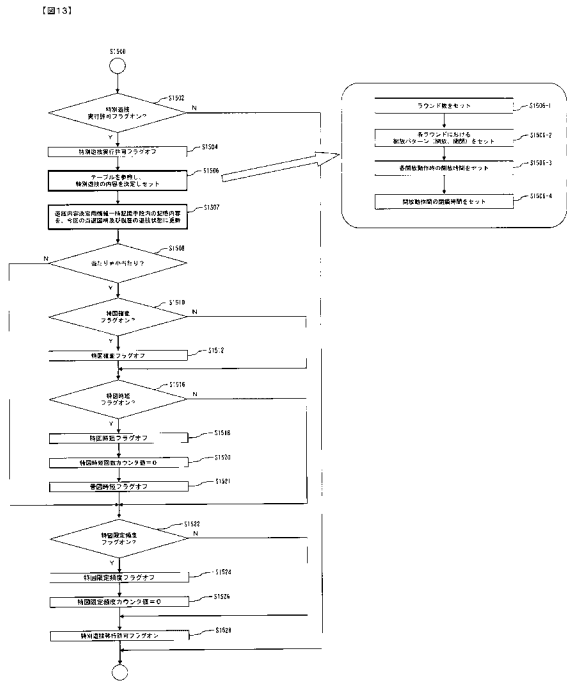 【図13】
S1500
特別遊技
実行許可フラグオン?
S1502
N
Y
特別遊技実行許可フラグオフ
S1504
テーブルを参照し、
特別遊技の内容を決定しセット
S1506
遊技内容決定用情報一時記憶手段内の記憶内容
を、今回の当選図柄及び現在の遊技状態に更新
S1507
当たりor小当たり?
S1508
N
Y
特図確変
フラグオン?
S1510
N
Y
特図確変フラグオフ
S1512
特図時短
フラグオン?
S1516
N
Y
特図時短フラグオフ
S1518
特図時短回数カウンタ値=0
S1520
普図時短フラグオフ
S1521
特図限定頻度
フラグオン?
S1522
N
Y
特図限定頻度フラグオフ
S1524
特図限定頻度カウンタ値=0
S1526
特別遊技移行許可フラグオン
S1528
ラウンド数をセット
S1506-1
各ラウンドにおける
開放パターン(開放、閉鎖)をセット
S1506-2
各開放動作時の開放時間をセット
S1506-3
開放動作間の閉鎖時間をセット
S1506-4